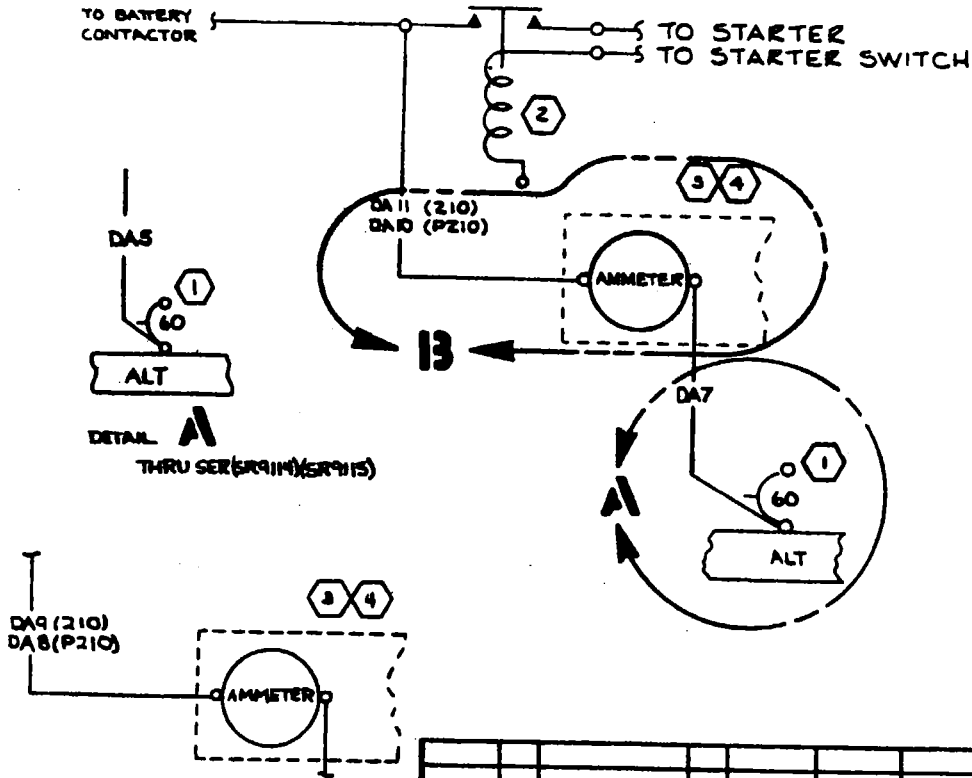 TO BATTERY
CONTACTOR
TO STARTER
TO STARTER SWITCH
2
3 4
DA11 (210)
DA10 (P210)
AMMETER
DA5
1
60
ALT
B
DETAIL A
THRU SER(SR9114)(SR9115)
DA7
A
1
60
ALT
3 4
DA9 (210)
DA8 (P210)
AMMETER